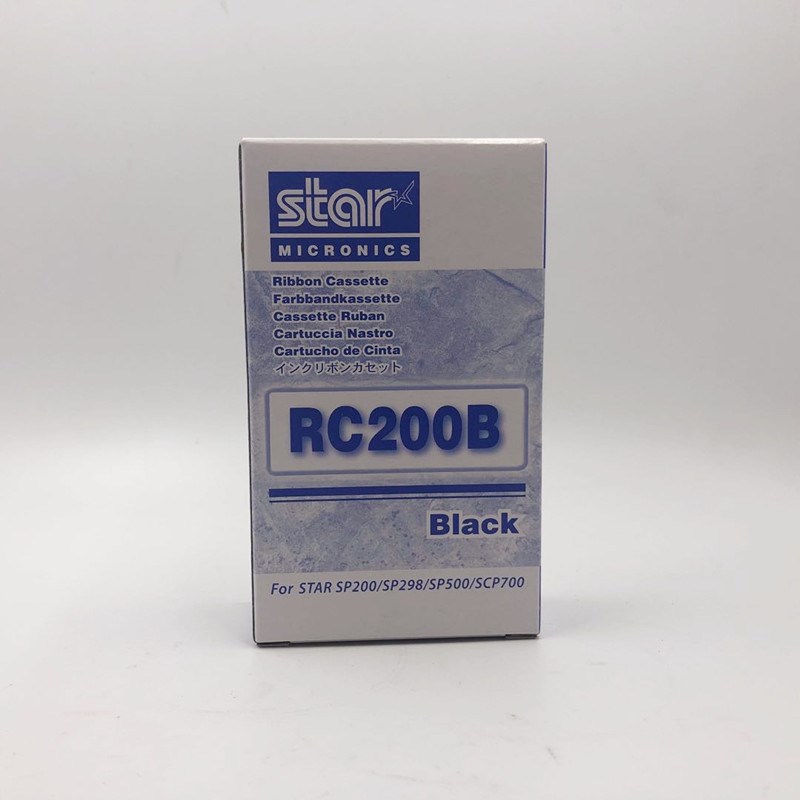 star
MICRONICS
Ribbon Cassette
Farbbandkassette
Cassette Ruban
Cartuccia Nastro
Cartucho de Cinta
インクリボンカセット
RC200B
Black
For STAR SP200/SP298/SP500/SCP700